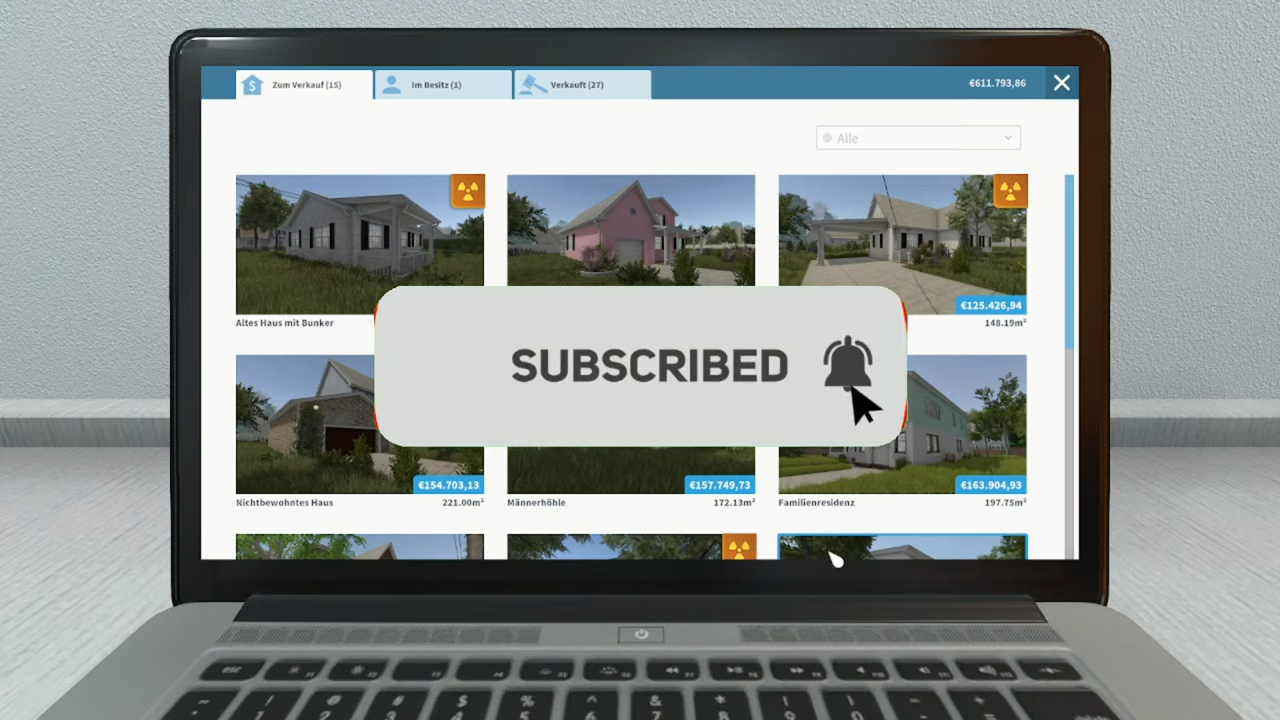 Zum Verkauf (15)
Im Besitz (1)
Verkauft (27)
€611.793,86
Alle
€125.426,94
Altes Haus mit Bunker
148.19m²
SUBSCRIBED
€154.703,13
€157.749,73
€163.904,93
Nichtbewohntes Haus
221.00m²
Männerhöhle
172.13m²
Familienresidenz
197.75m²
esc